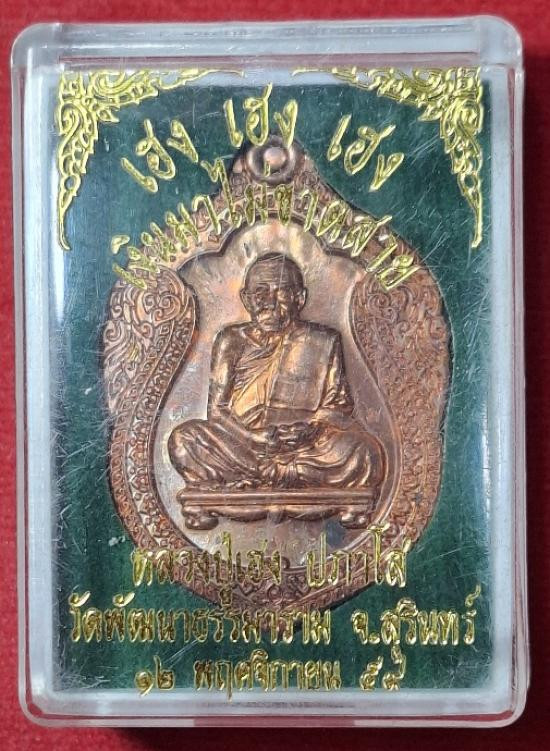 เฮง เฮง เฮง
เงินมาไม่ขาดสาย
หลวงปู่เฮง ปภาโส
วัดพัฒนาธรรมาราม จ.สุรินทร์
๑๒ พฤศจิกายน ๕๙